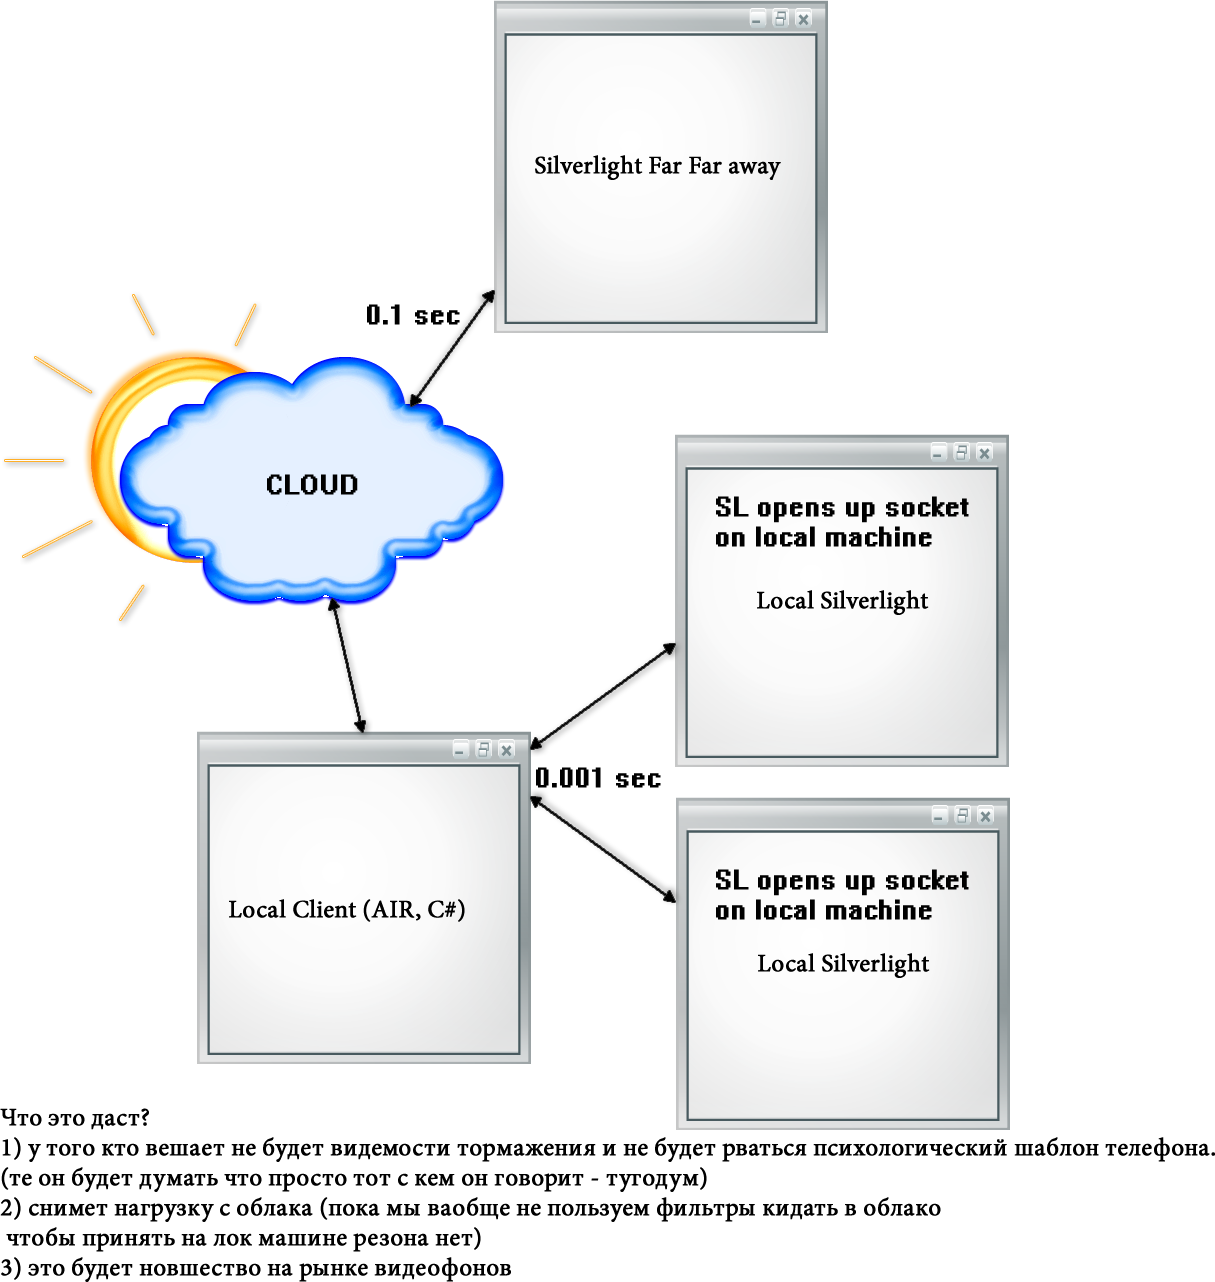 Silverlight Far Far away
0.1 sec
CLOUD
SL opens up socket
on local machine
Local Silverlight
0.001 sec
SL opens up socket
on local machine
Local Silverlight
Local Client (AIR, C#)
Что это даст?
1) у того кто вешает не будет видемости тормажения и не будет рваться психологический шаблон телефона.
(те он будет думать что просто тот с кем он говорит - тугодум)
2) снимет нагрузку с облака (пока мы ваобще не пользуем фильтры кидать в облако
чтобы принять на лок машине резона нет)
3) это будет новшество на рынке видеофонов